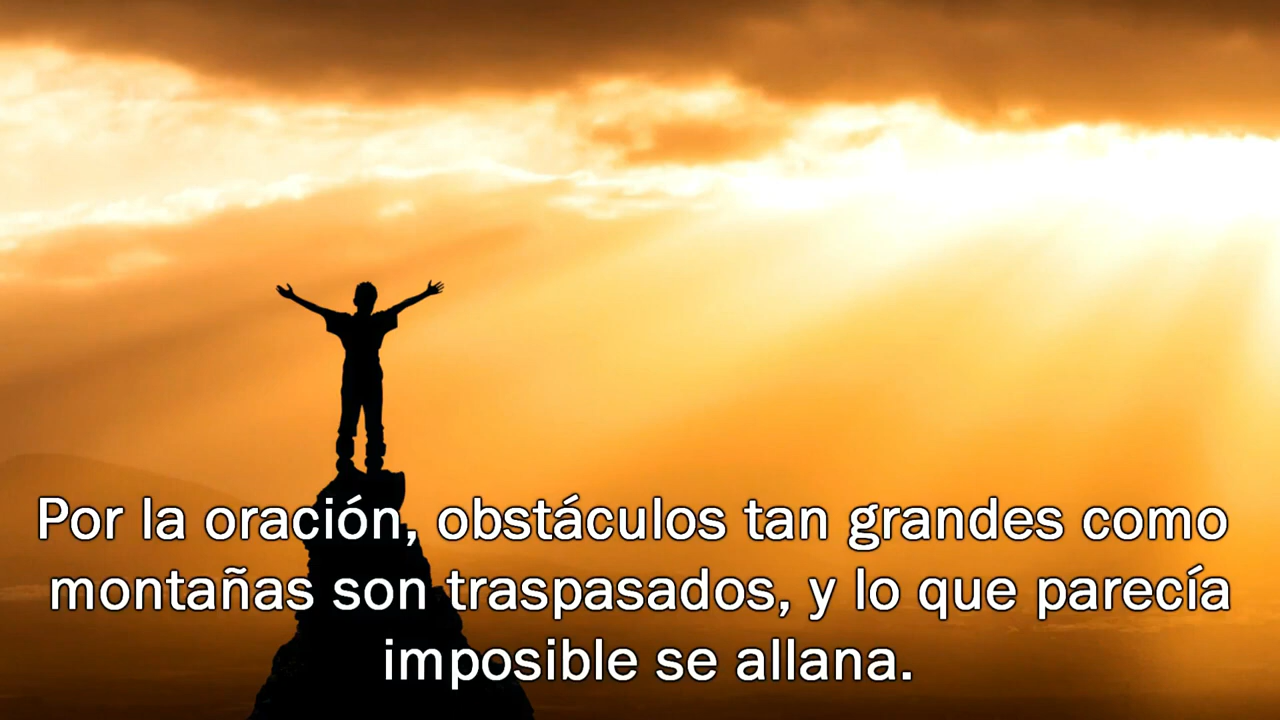 Por la oración, obstáculos tan grandes como
montañas son traspasados, y lo que parecía
imposible se allana.